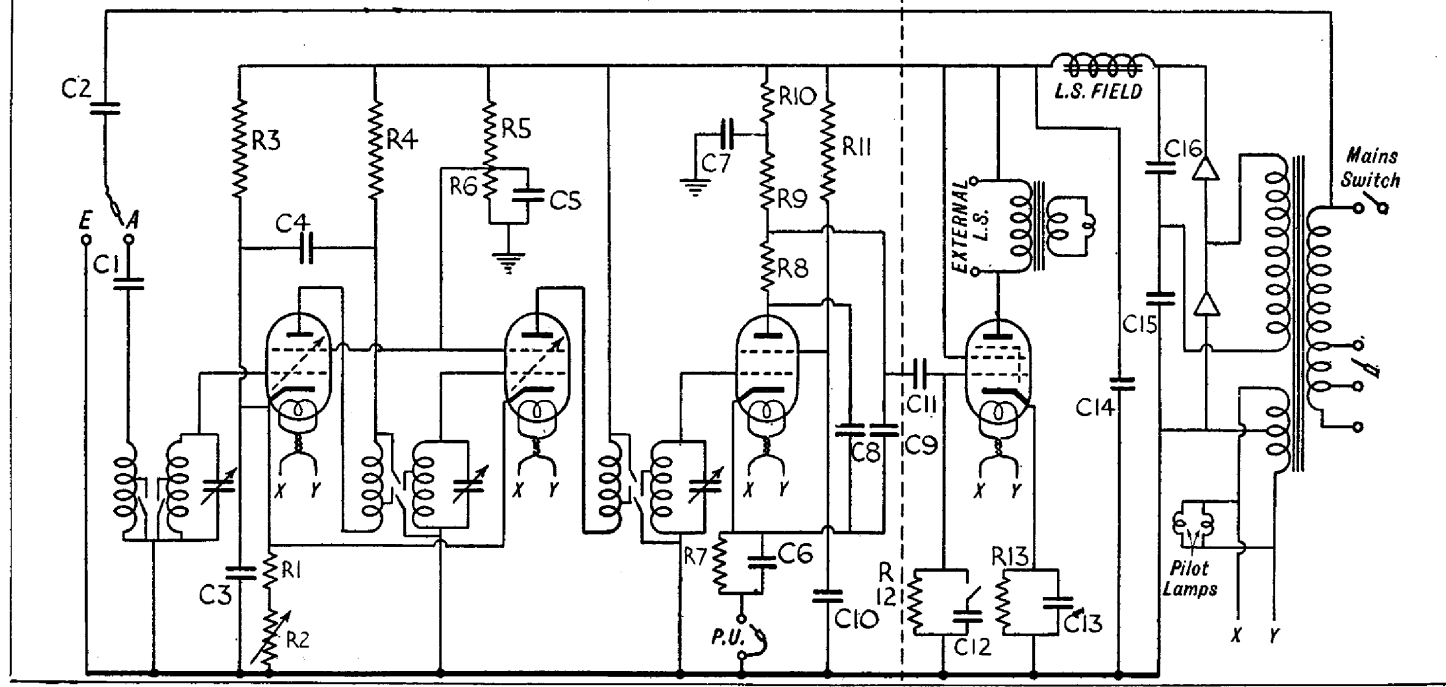 C2
R3
R4
R5
R6
C5
C4
C7
R10
R11
R9
R8
L.S. FIELD
C16
Mains
Switch
EXTERNAL
L.S.
E
A
C1
C15
C14
C11
C8
C9
X
Y
X
Y
X
Y
X
Y
C3
R1
R2
R7
C6
P.U.
C10
R
12
C12
R13
C13
Pilot
Lamps
X
Y